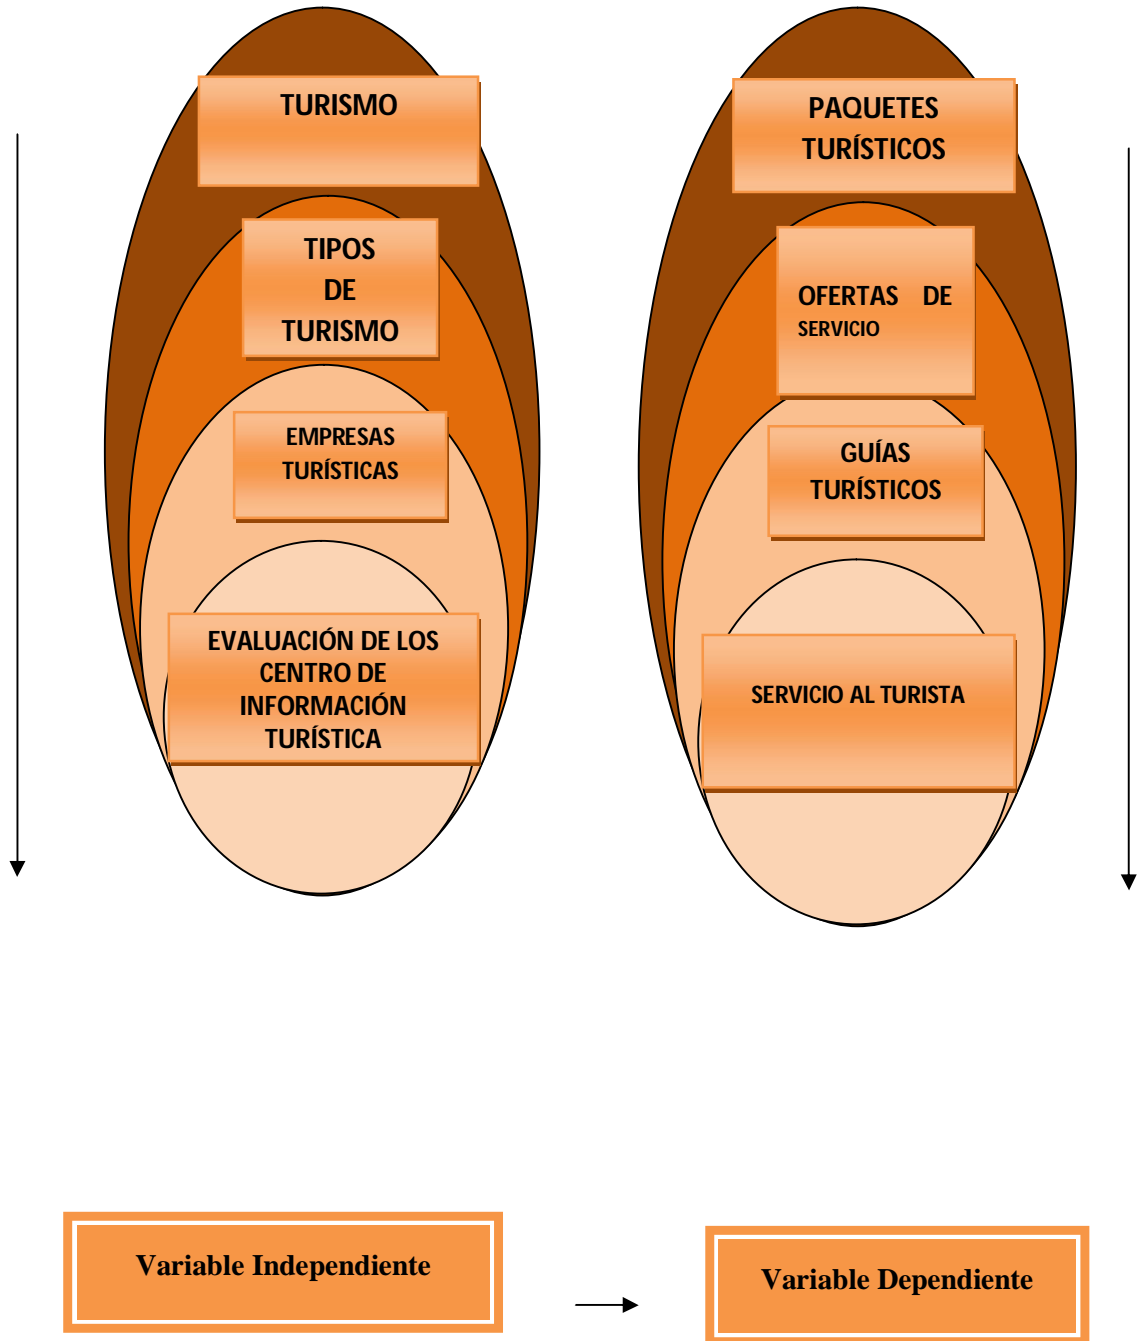 TURISMO
TIPOS
DE
TURISMO
EMPRESAS
TURÍSTICAS
EVALUACIÓN DE LOS
CENTRO DE
INFORMACIÓN
TURÍSTICA
PAQUETES
TURÍSTICOS
OFERTAS DE
SERVICIO
GUÍAS
TURÍSTICOS
SERVICIO AL TURISTA
Variable Independiente
Variable Dependiente